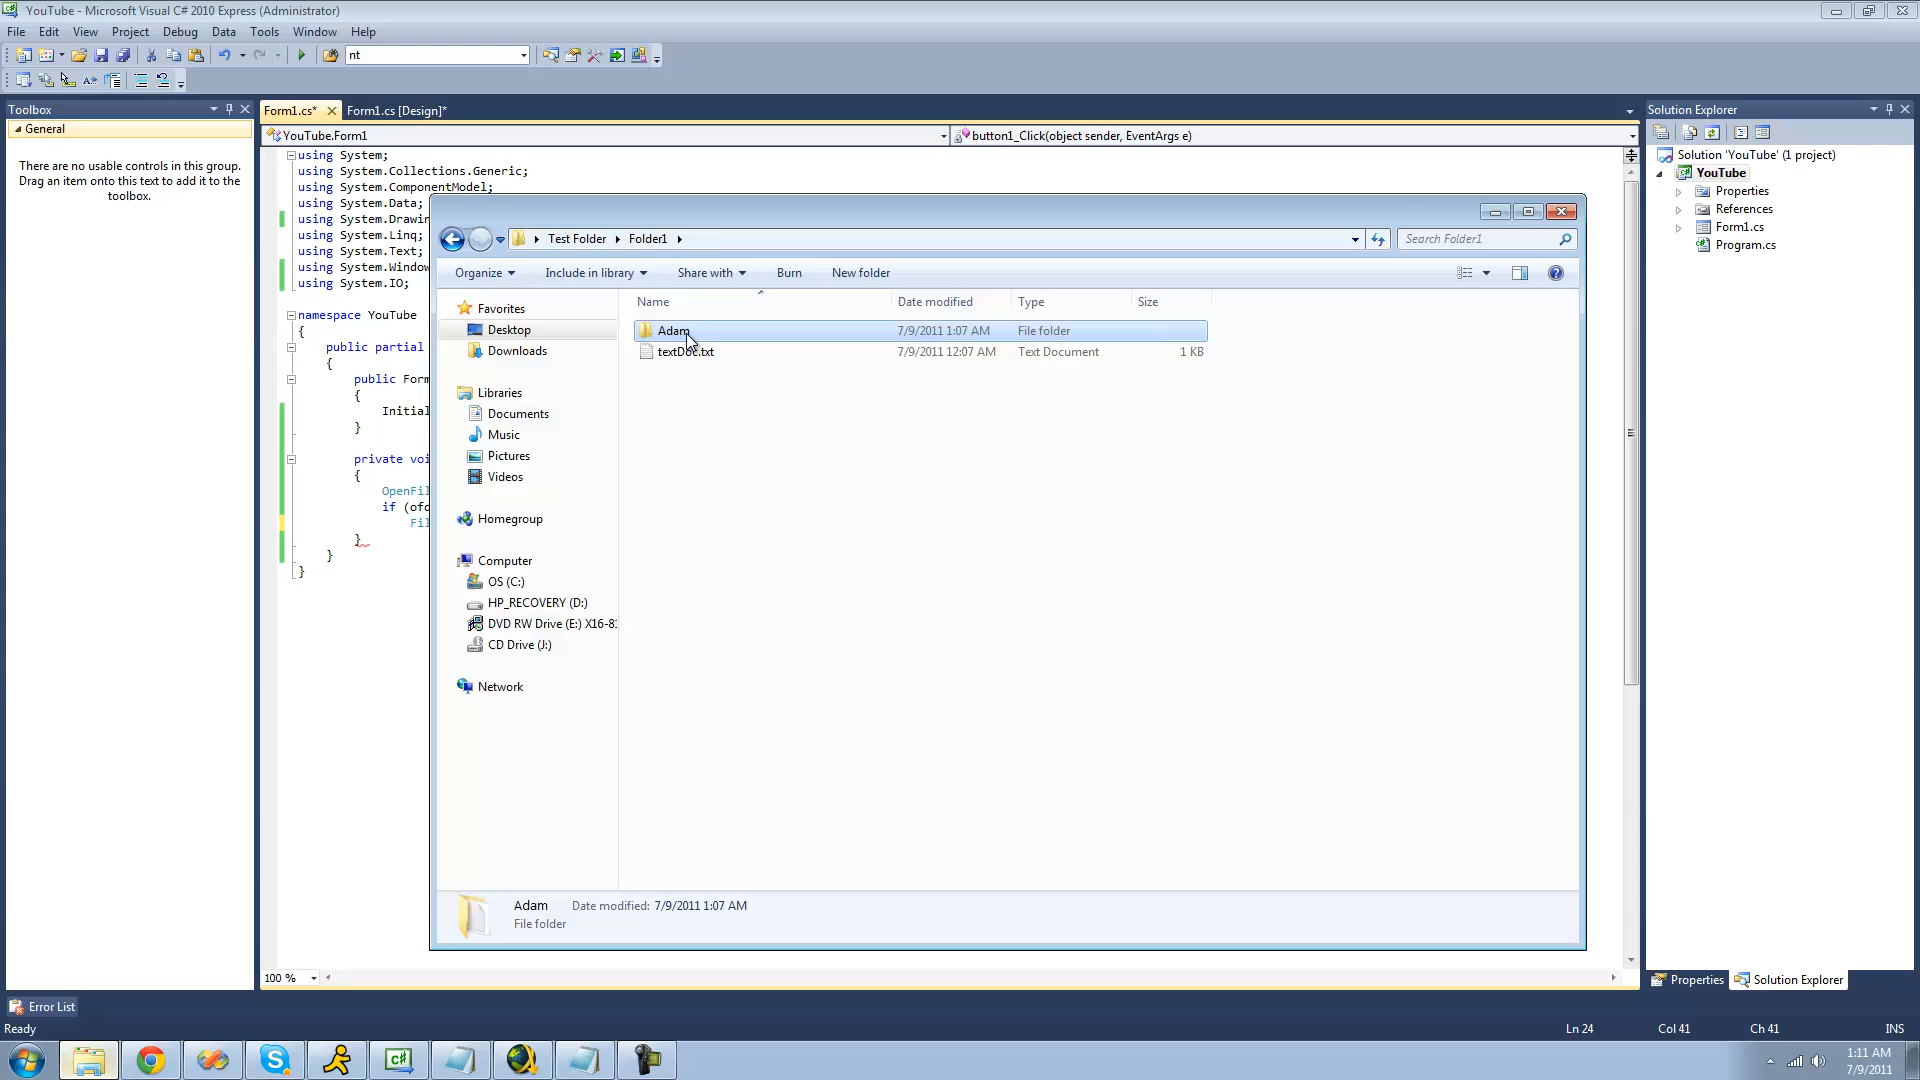 YouTube - Microsoft Visual C# 2010 Express (Administrator)
File Edit View Project Debug Data Tools Window Help
nt
Toolbox
General
There are no usable controls in this group. Drag an item onto this text to add it to the toolbox.
Form1.cs*
Form1.cs [Design]*
YouTube.Form1
button1_Click(object sender, EventArgs e)
using System;
using System.Collections.Generic;
using System.ComponentModel;
using System.Data;
using System.Drawin
using System.Linq;
using System.Text;
using System.Window
using System.IO;
namespace YouTube
{
public partial
{
public Form
{
Initial
}
private voi
{
OpenFil
if (ofd
Fil
}
}
}
100 %
Test Folder
Folder1
Search Folder1
Organize
Include in library
Share with
Burn
New folder
Favorites
Desktop
Downloads
Libraries
Documents
Music
Pictures
Videos
Homegroup
Computer
OS (C:)
HP_RECOVERY (D:)
DVD RW Drive (E:) X16-8
CD Drive (J:)
Network
Name Date modified Type Size
Adam 7/9/2011 1:07 AM File folder
textDoc.txt 7/9/2011 12:07 AM Text Document 1 KB
Adam Date modified: 7/9/2011 1:07 AM
File folder
Solution Explorer
Solution 'YouTube' (1 project)
YouTube
Properties
References
Form1.cs
Program.cs
Properties
Solution Explorer
Error List
Ready
Ln 24 Col 41 Ch 41 INS
1:11 AM
7/9/2011